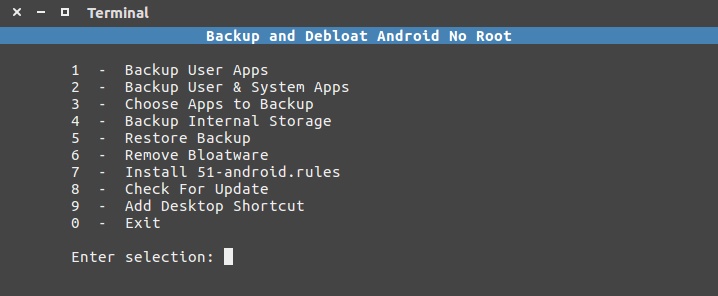 Terminal
Backup and Debloat Android No Root
1 - Backup User Apps
2 - Backup User & System Apps
3 - Choose Apps to Backup
4 - Backup Internal Storage
5 - Restore Backup
6 - Remove Bloatware
7 - Install 51-android.rules
8 - Check For Update
9 - Add Desktop Shortcut
0 - Exit
Enter selection: